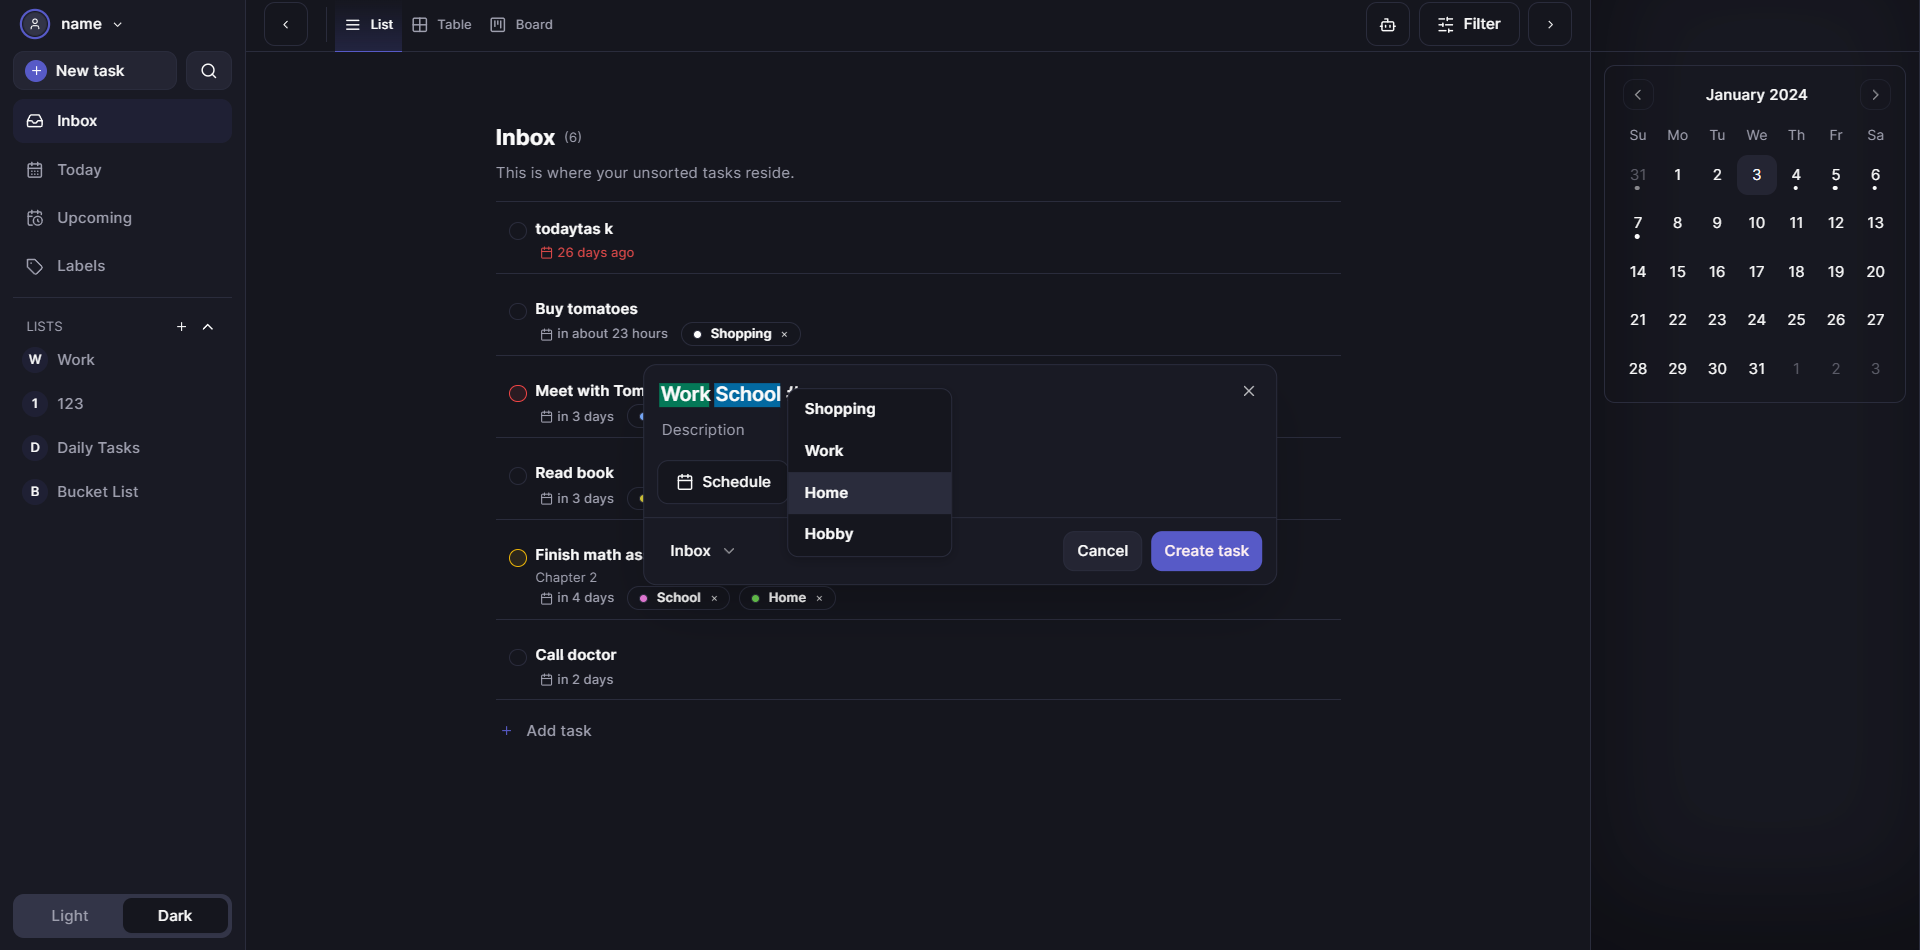 name
New task
Inbox
Today
Upcoming
Labels
LISTS
W Work
1 123
D Daily Tasks
B Bucket List
Light Dark
List Table Board
Filter
Inbox (6)
This is where your unsorted tasks reside.
todaytas k
26 days ago
Buy tomatoes
in about 23 hours Shopping ×
Meet with Tom
in 3 days
Read book
in 3 days
Finish math as
Chapter 2
in 4 days School × Home ×
Call doctor
in 2 days
+ Add task
Work School #
Description
Schedule
Shopping
Work
Home
Hobby
Inbox
Cancel Create task
January 2024
Su Mo Tu We Th Fr Sa
31 1 2 3 4 5 6
7 8 9 10 11 12 13
14 15 16 17 18 19 20
21 22 23 24 25 26 27
28 29 30 31 1 2 3